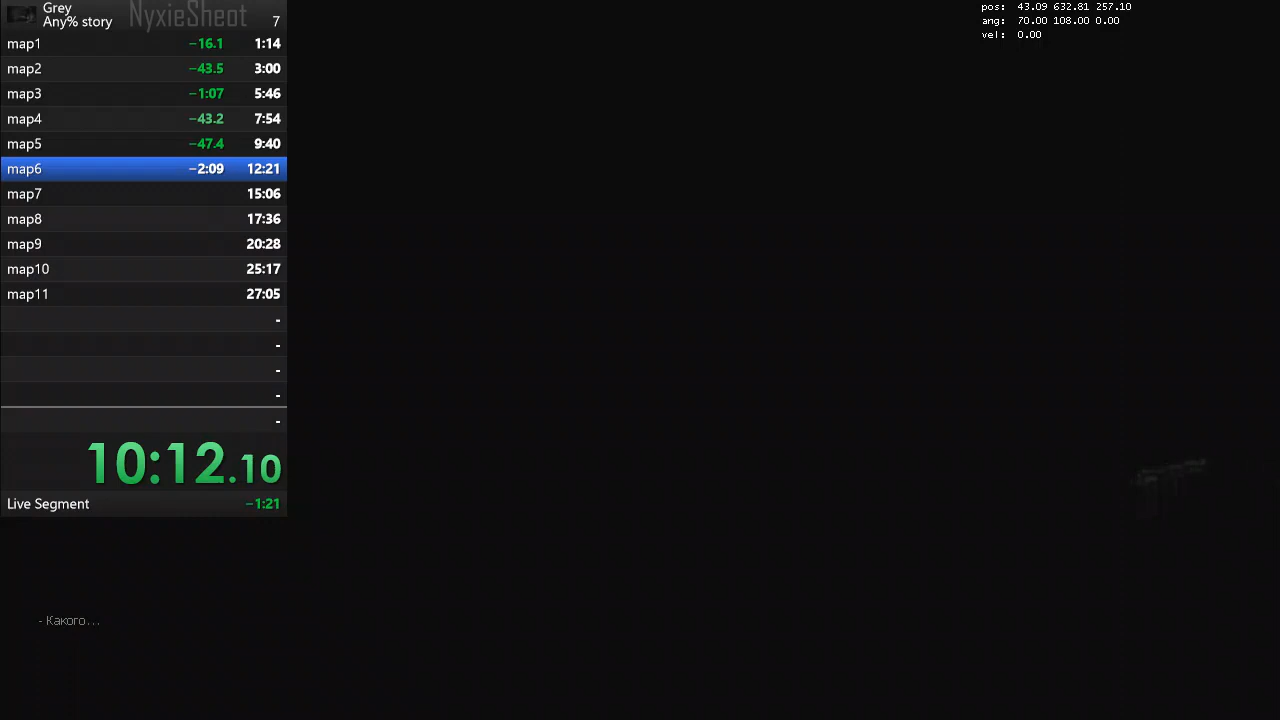 Grey
NyxieSheot
Any% story 7
map1 −16.1 1:14
map2 −43.5 3:00
map3 −1:07 5:46
map4 −43.2 7:54
map5 −47.4 9:40
map6 −2:09 12:21
map7 15:06
map8 17:36
map9 20:28
map10 25:17
map11 27:05
-
-
-
-
-
10:12.10
Live Segment −1:21
pos: 43.09 632.81 257.10
ang: 70.00 108.00 0.00
vel: 0.00
- Какого...